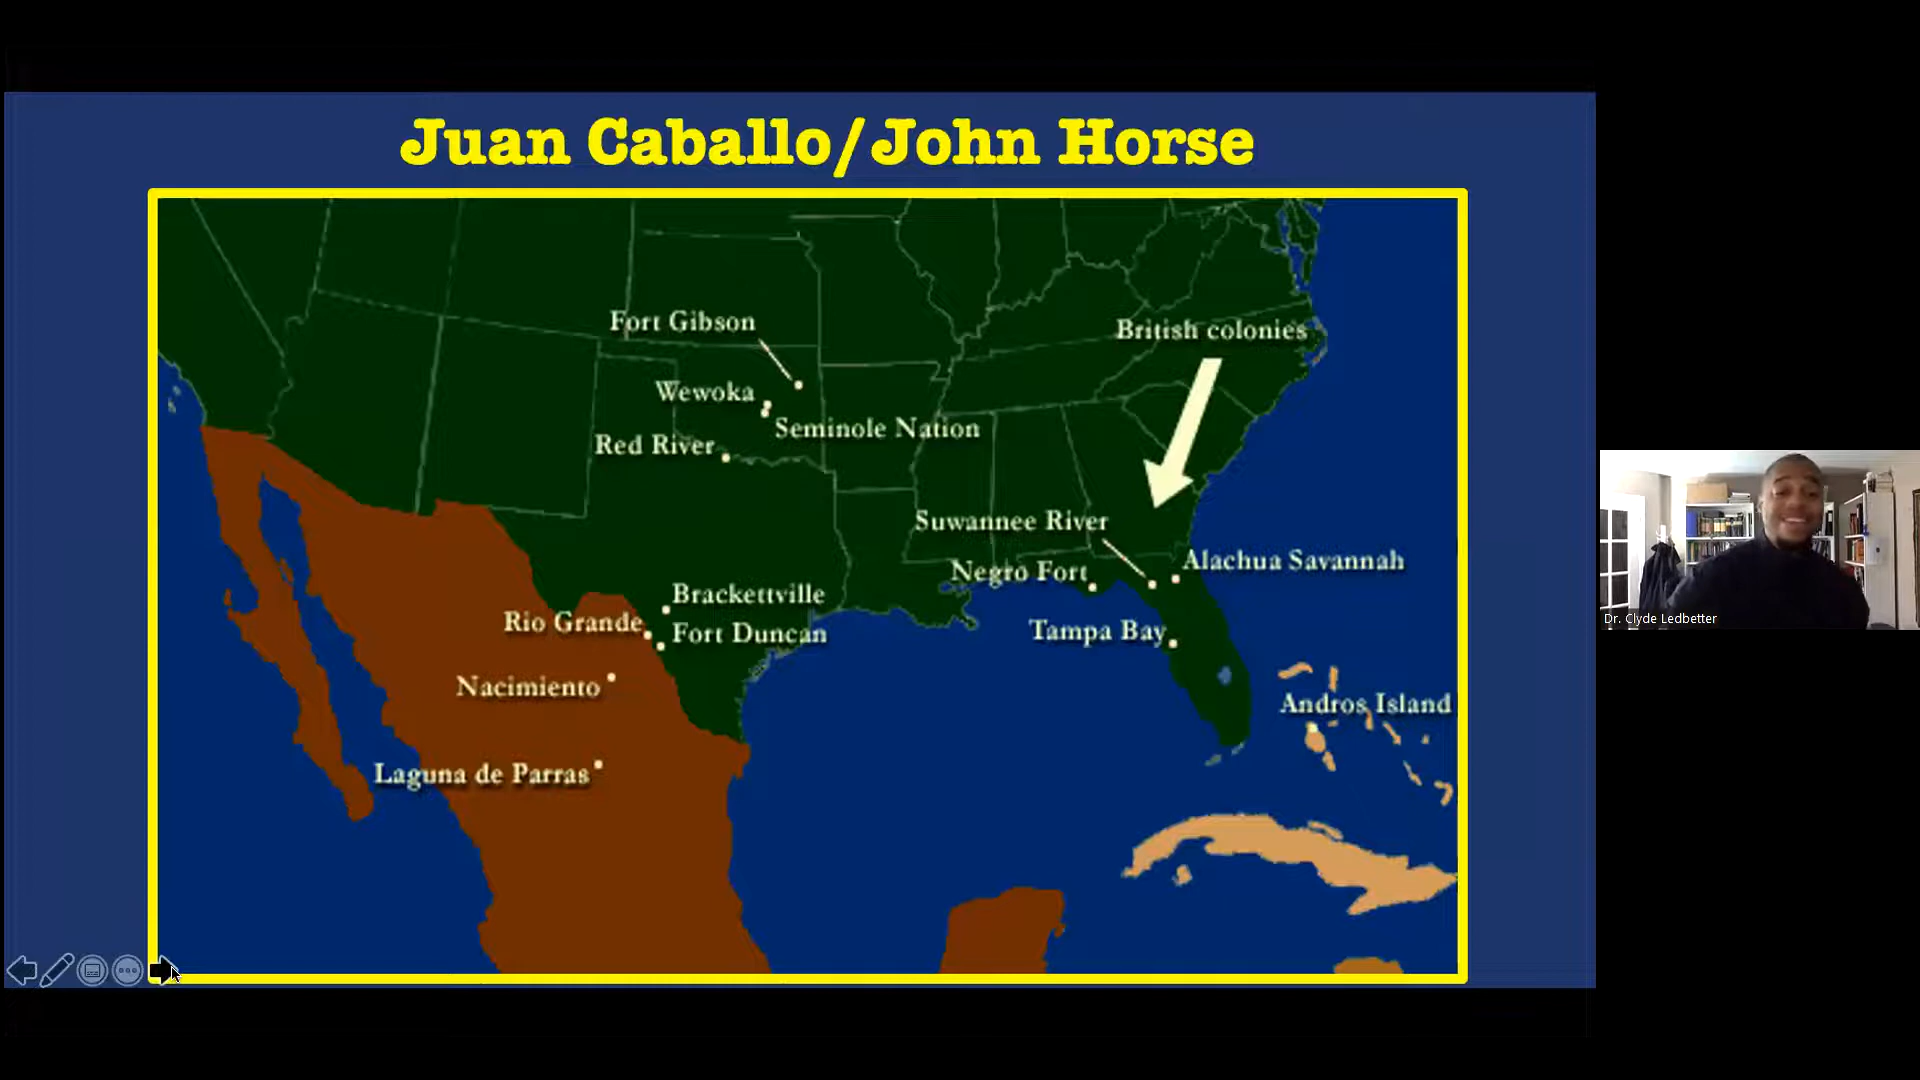 Juan Caballo/John Horse
Fort Gibson
British colonies
Wewoka
Seminole Nation
Red River
Suwannee River
Alachua Savannah
Negro Fort
Brackettville
Rio Grande
Fort Duncan
Tampa Bay
Nacimiento
Andros Island
Laguna de Parras
Dr. Clyde Ledbetter